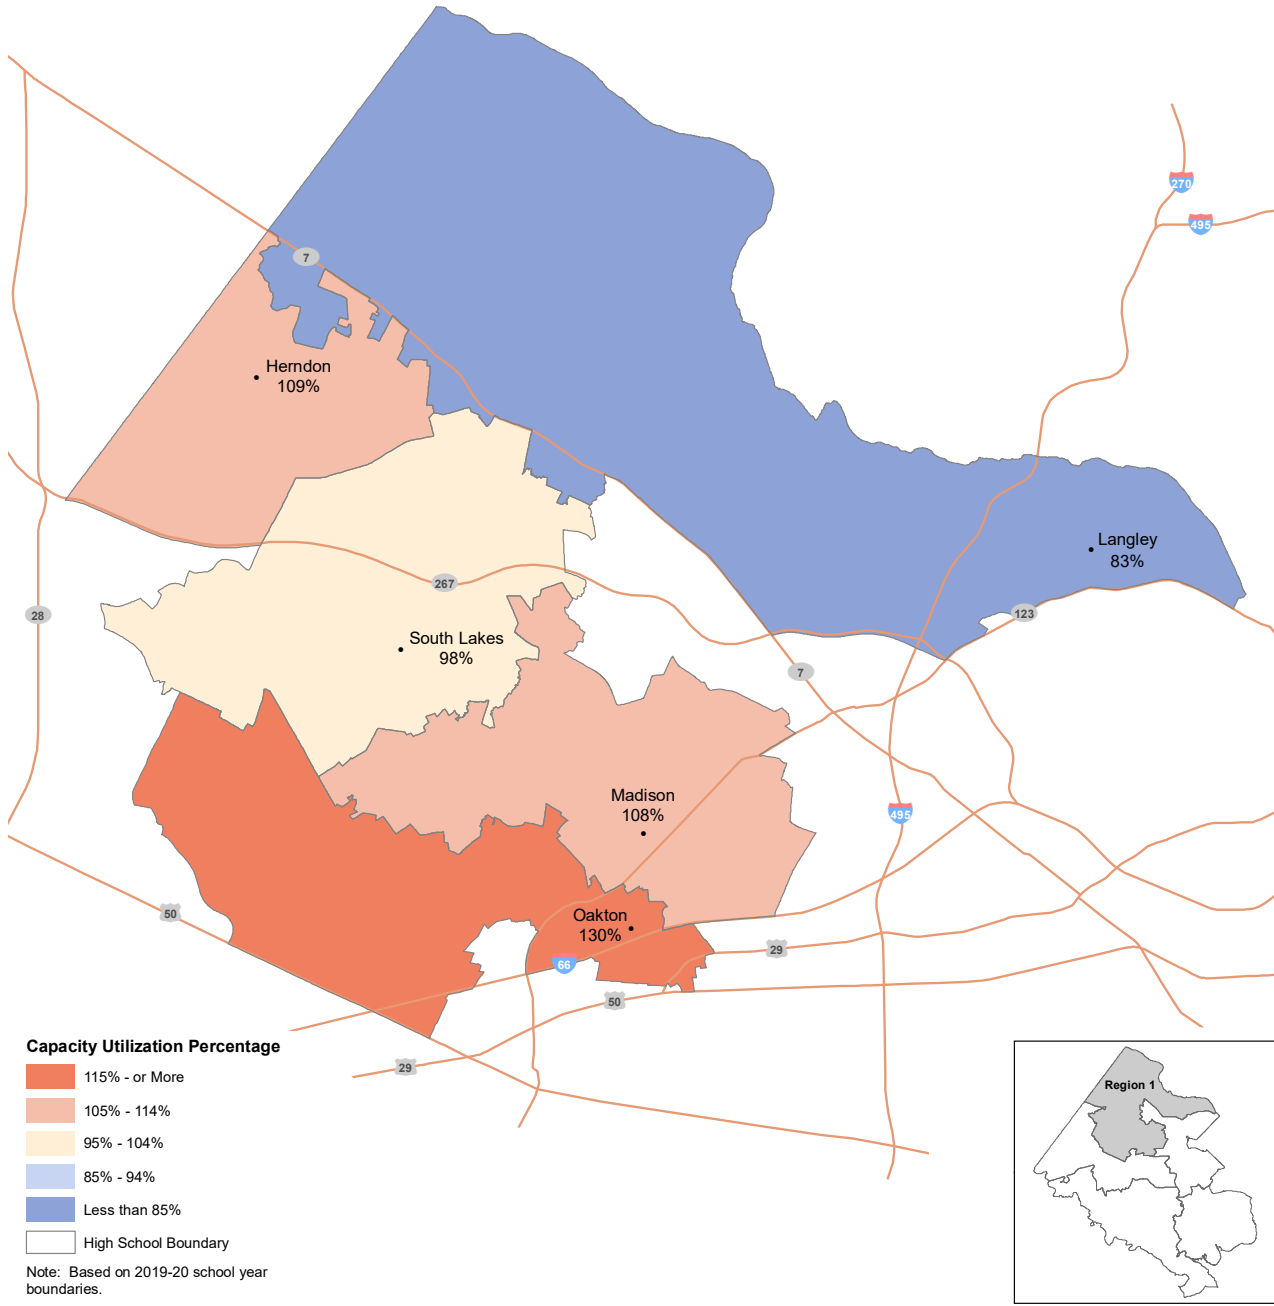 270
495
7
Herndon
109%
Langley
83%
267
123
28
South Lakes
98%
7
Madison
108%
495
50
Oakton
130%
29
66
50
29
Capacity Utilization Percentage
115% - or More
105% - 114%
95% - 104%
85% - 94%
Less than 85%
High School Boundary
Note:  Based on 2019-20 school year
boundaries.
Region 1